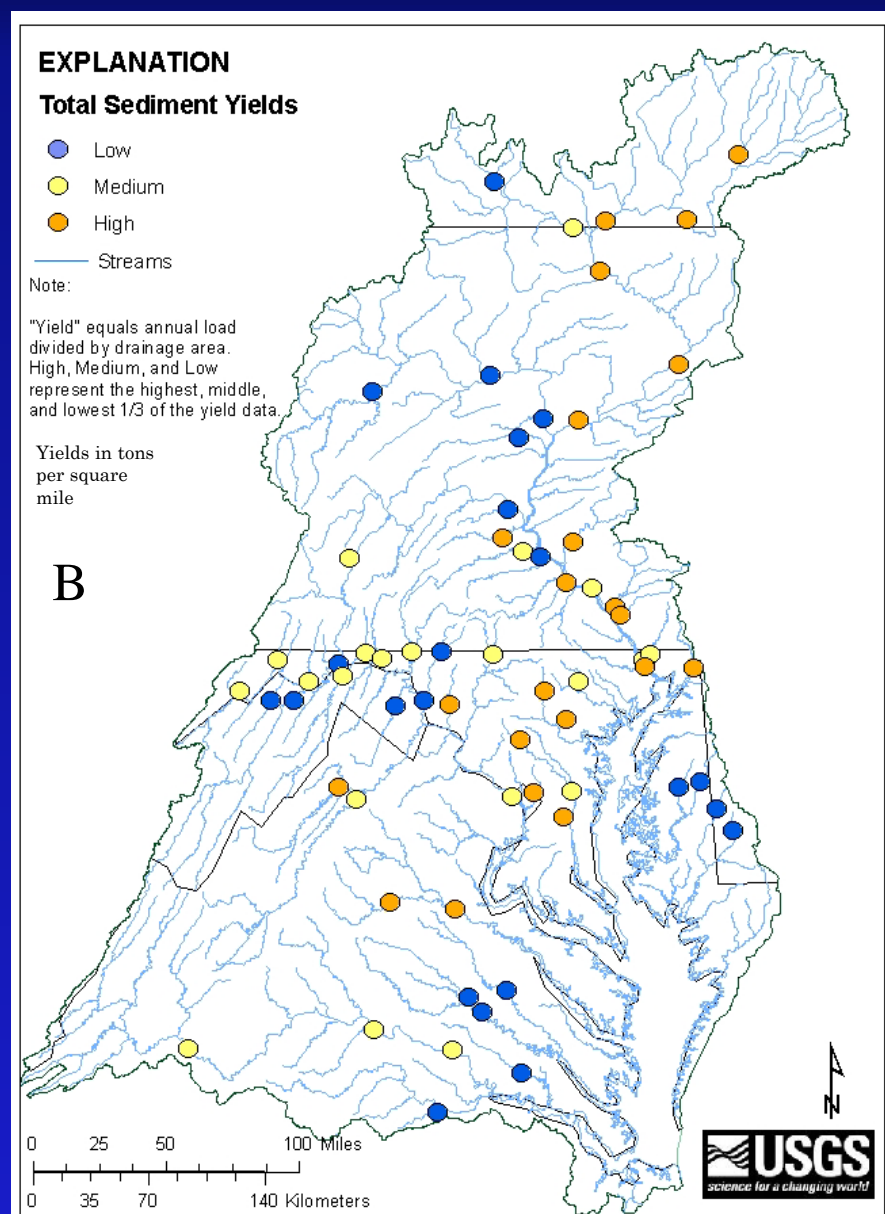 EXPLANATION
Total Sediment Yields
Low
Medium
High
Streams
Note:
"Yield" equals annual load
divided by drainage area.
High, Medium, and Low
represent the highest, middle,
and lowest 1/3 of the yield data.
Yields in tons
per square
mile
B
0 25 50 100 Miles
0 35 70 140 Kilometers
N
USGS
science for a changing world